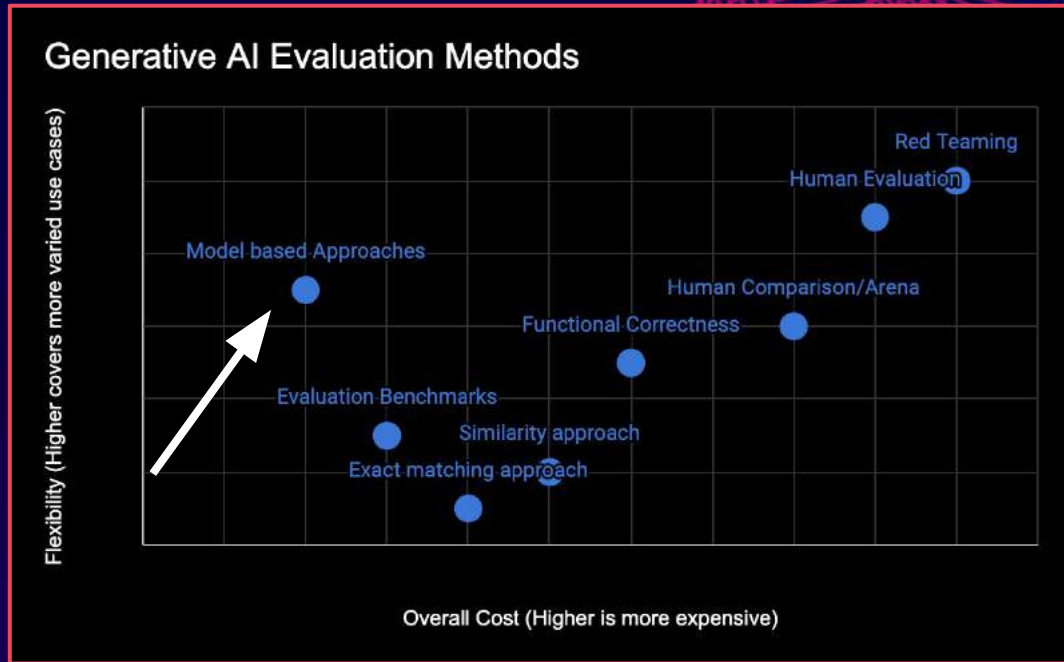 Generative AI Evaluation Methods
Flexibility (Higher covers more varied use cases)
Red Teaming
Human Evaluation
Model based Approaches
Human Comparison/Arena
Functional Correctness
Evaluation Benchmarks
Similarity approach
Exact matching approach
Overall Cost (Higher is more expensive)